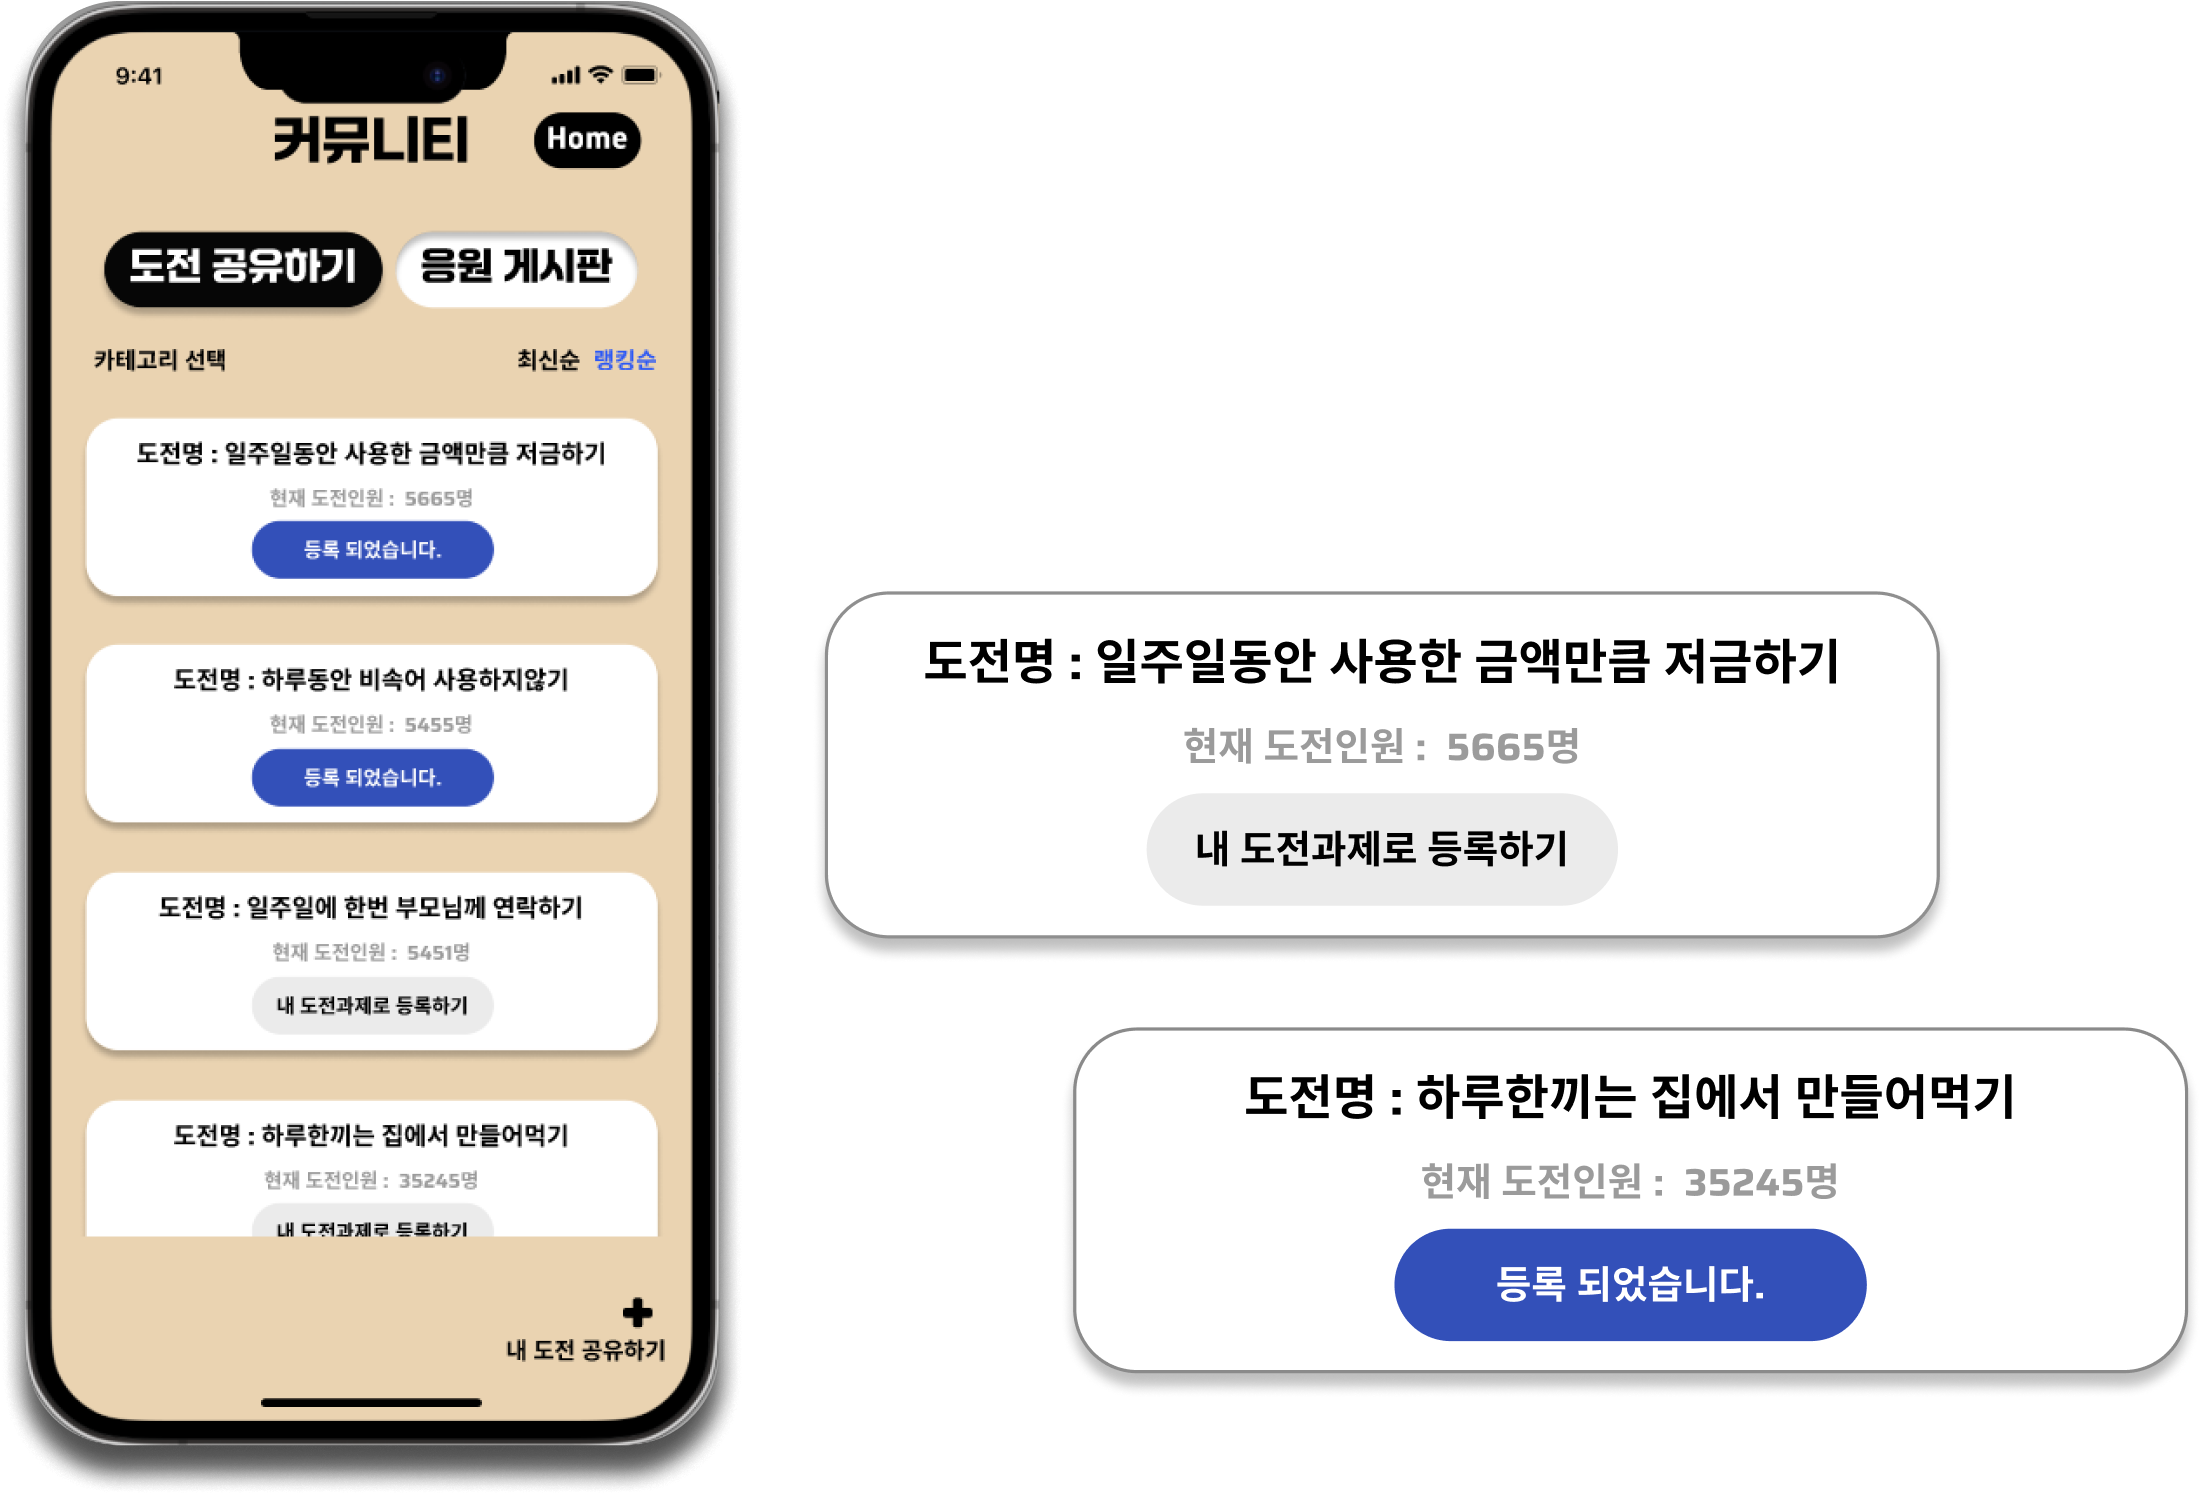 9:41
커뮤니티
Home
도전 공유하기
응원 게시판
카테고리 선택
최신순 랭킹순
도전명 : 일주일동안 사용한 금액만큼 저금하기
현재 도전인원 : 5665명
등록 되었습니다.
도전명 : 하루동안 비속어 사용하지않기
현재 도전인원 : 5455명
등록 되었습니다.
도전명 : 일주일에 한번 부모님께 연락하기
현재 도전인원 : 5451명
내 도전과제로 등록하기
도전명 : 하루한끼는 집에서 만들어먹기
현재 도전인원 : 35245명
내 도전과제로 등록하기
내 도전 공유하기
도전명 : 일주일동안 사용한 금액만큼 저금하기
현재 도전인원 : 5665명
내 도전과제로 등록하기
도전명 : 하루한끼는 집에서 만들어먹기
현재 도전인원 : 35245명
등록 되었습니다.